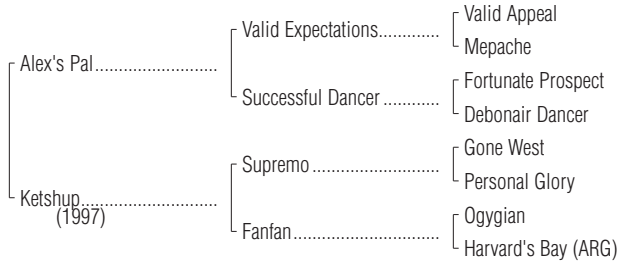 Valid Appeal
Valid Expectations.............
Mepache
Alex's Pal..........................
Fortunate Prospect
Successful Dancer ............
Debonair Dancer
Gone West
Supremo ...........................
Personal Glory
Ketshup.............................
(1997)
Ogygian
Fanfan...............................
Harvard's Bay (ARG)